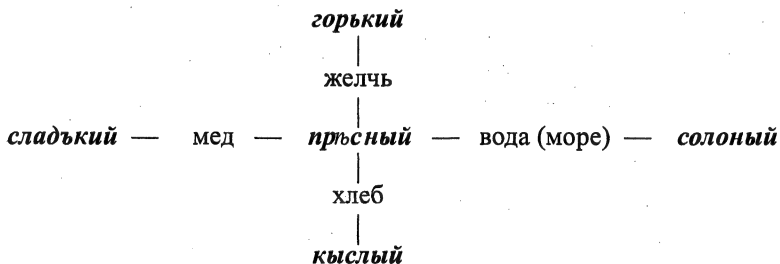 горький
желчь
сладъкий — мед — прѣсный — вода (море) — солоный
хлеб
кыслый